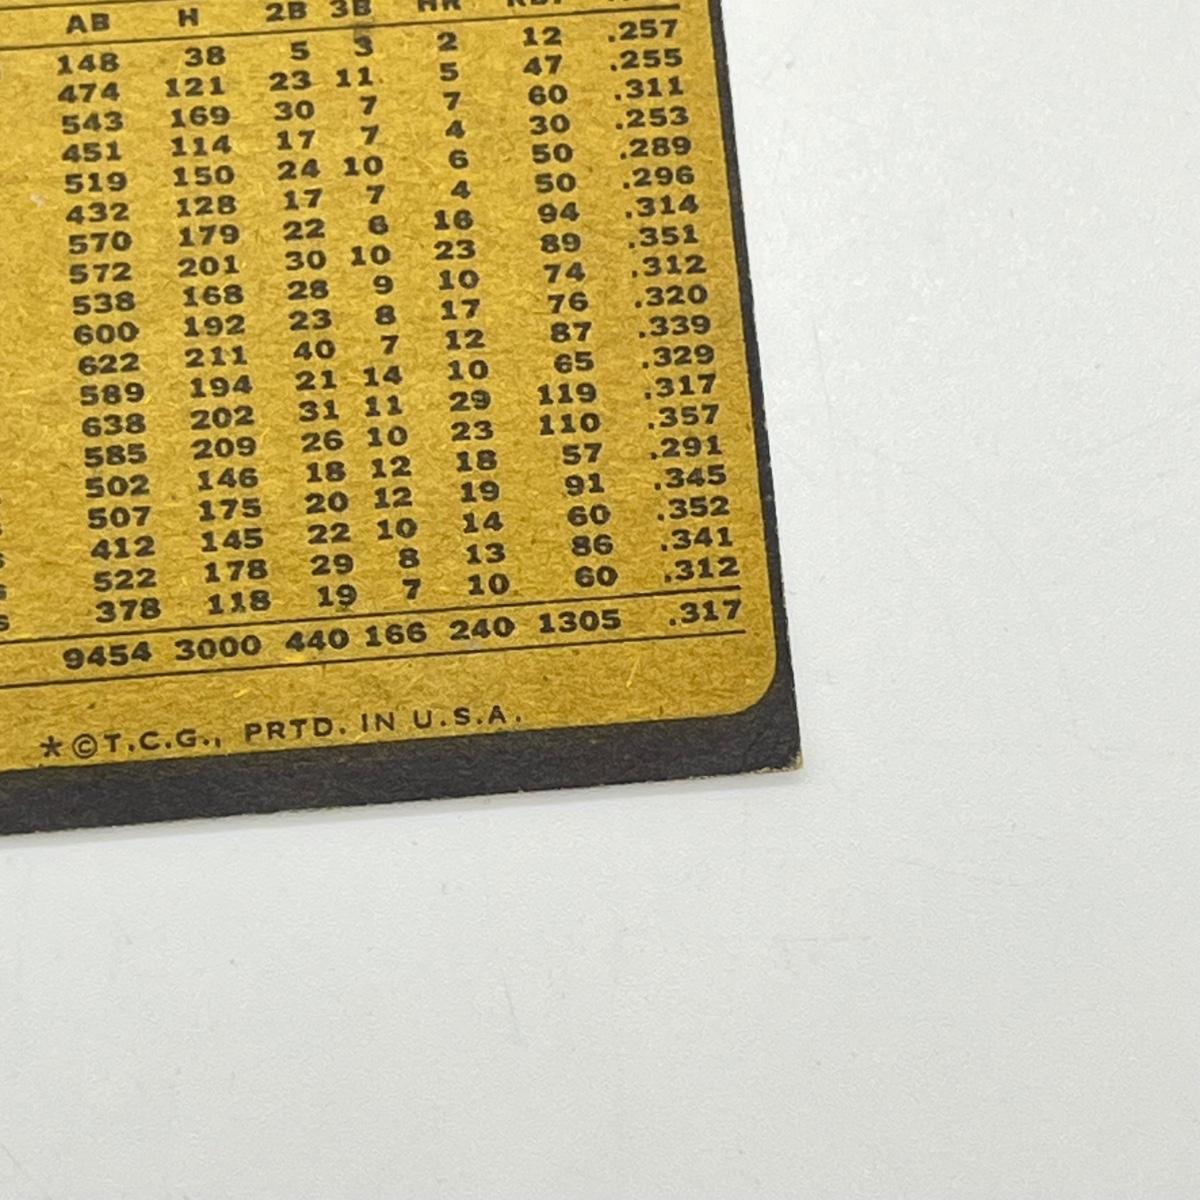 AB H 2B 3B HR RBI
148 38 5 3 2 12 .257
474 121 23 11 5 47 .255
543 169 30 7 7 60 .311
451 114 17 7 4 30 .253
519 150 24 10 6 50 .289
432 128 17 7 4 50 .296
570 179 22 6 16 94 .314
572 201 30 10 23 89 .351
538 168 28 9 10 74 .312
600 192 23 8 17 76 .320
622 211 40 7 12 87 .339
589 194 21 14 10 65 .329
638 202 31 11 29 119 .317
585 209 26 10 23 110 .357
502 146 18 12 18 57 .291
507 175 20 12 19 91 .345
412 145 22 10 14 60 .352
522 178 29 8 13 86 .341
378 118 19 7 10 60 .312
9454 3000 440 166 240 1305 .317
*©T.C.G., PRTD. IN U.S.A.